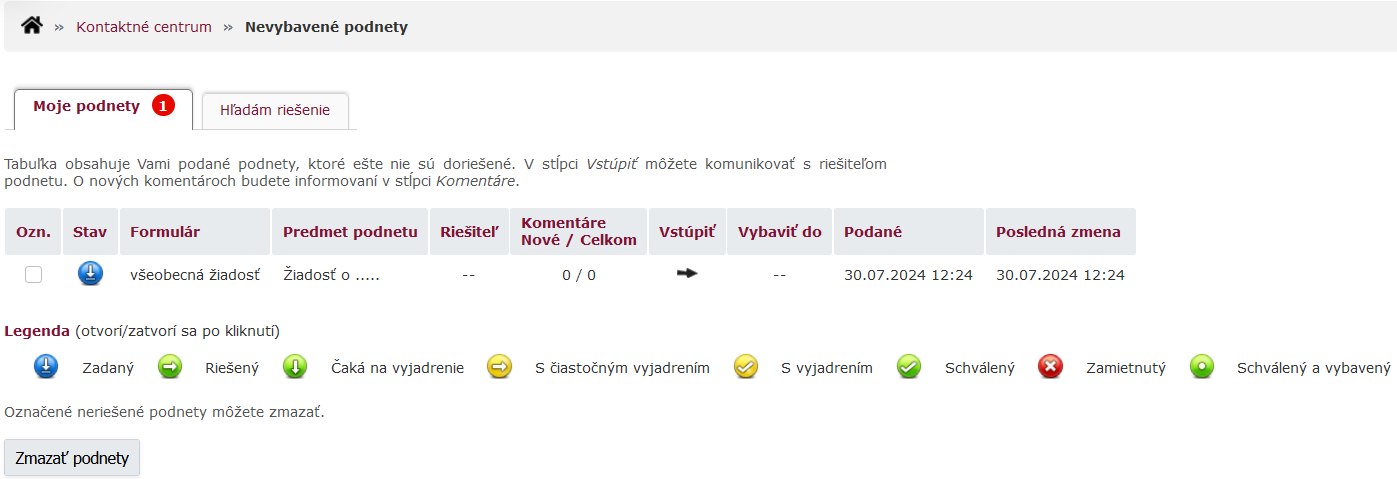 » Kontaktné centrum » Nevybavené podnety
Moje podnety 1 Hľadám riešenie
Tabuľka obsahuje Vami podané podnety, ktoré ešte nie sú doriešené. V stĺpci Vstúpiť môžete komunikovať s riešiteľom
podnetu. O nových komentároch budete informovaní v stĺpci Komentáre.
Ozn. Stav Formulár Predmet podnetu Riešiteľ Komentáre Nové / Celkom Vstúpiť Vybaviť do Podané Posledná zmena
všeobecná žiadosť Žiadosť o ..... -- 0 / 0 -- 30.07.2024 12:24 30.07.2024 12:24
Legenda (otvorí/zatvorí sa po kliknutí)
Zadaný Riešený Čaká na vyjadrenie S čiastočným vyjadrením S vyjadrením Schválený Zamietnutý Schválený a vybavený
Označené neriešené podnety môžete zmazať.
Zmazať podnety